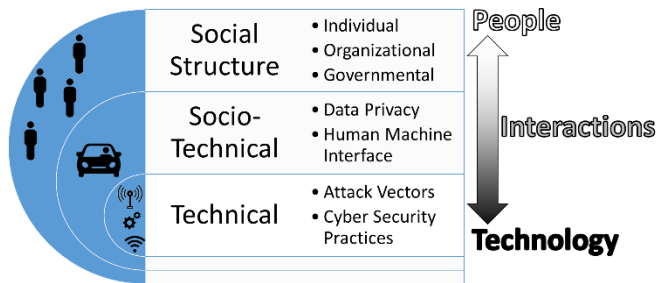 Social
Structure
• Individual
• Organizational
• Governmental
Socio-
Technical
• Data Privacy
• Human Machine
Interface
Technical
• Attack Vectors
• Cyber Security
Practices
People
Interactions
Technology